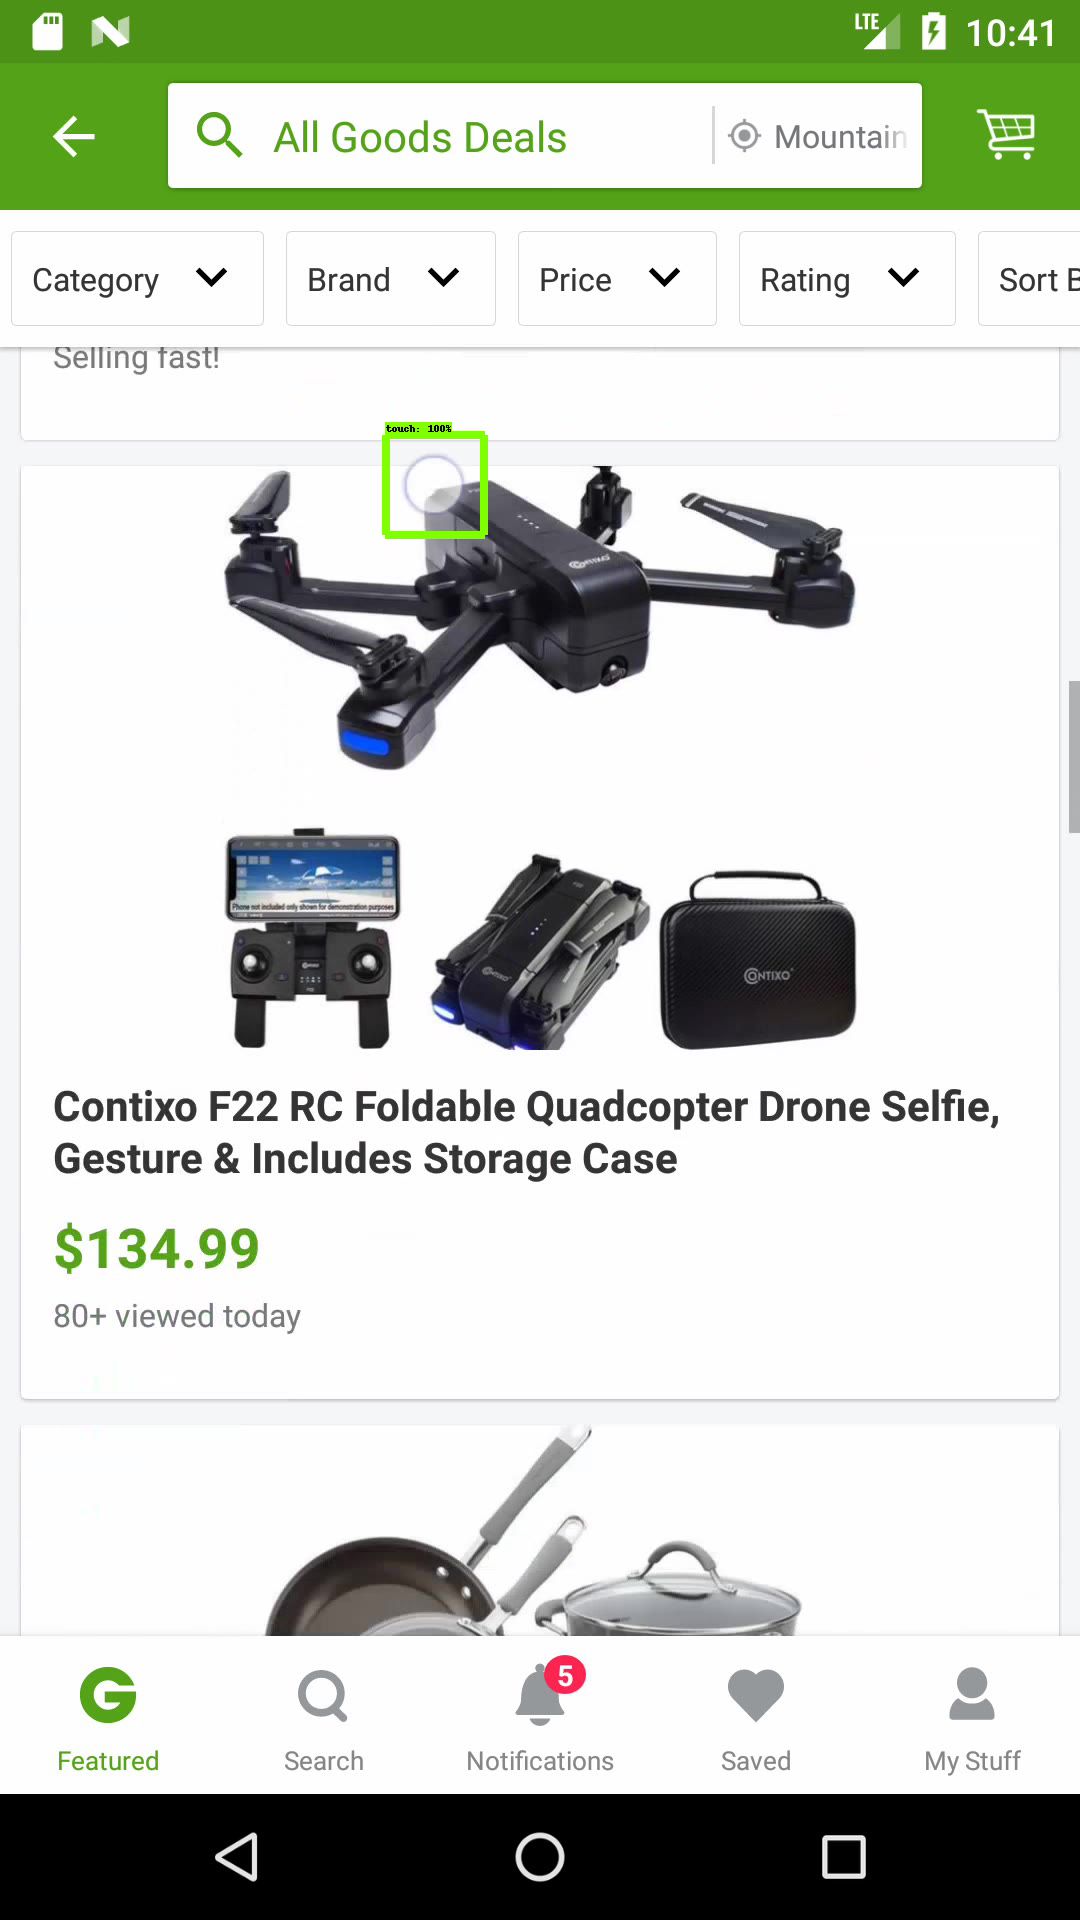 LTE 10:41
All Goods Deals Mountain
Category Brand Price Rating Sort B
Selling fast!
touch: 100%
CONTIXO
Phone not included only shown for demonstration purposes
CONTIXO
CONTIXO
Contixo F22 RC Foldable Quadcopter Drone Selfie,
Gesture & Includes Storage Case
$134.99
80+ viewed today
G 5
Featured Search Notifications Saved My Stuff